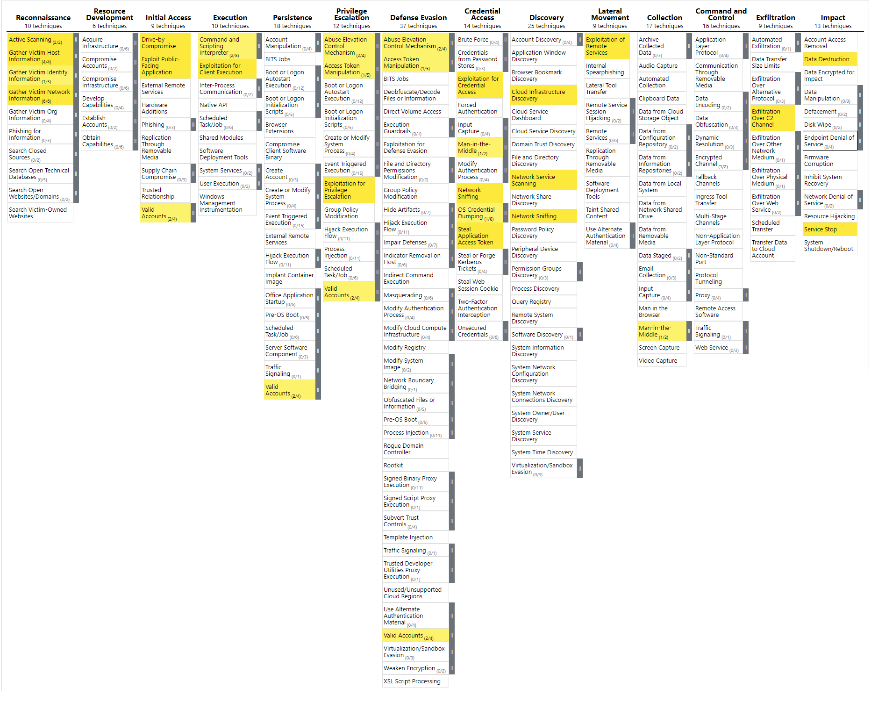 Reconnaissance
10 techniques
Active Scanning
Gather Victim Host
Information
Gather Victim Identity
Information
Gather Victim Network
Information
Gather Victim Org
Information
Phishing for
Information
Search Closed
Sources
Search Open Technical
Databases
Search Open
Websites/Domains
Search Victim-Owned
Websites
Resource
Development
6 techniques
Acquire
Infrastructure
Compromise
Accounts
Compromise
Infrastructure
Develop
Capabilities
Establish
Accounts
Obtain
Capabilities
Initial Access
9 techniques
Drive-by
Compromise
Exploit Public-
Facing
Application
External Remote
Services
Hardware
Additions
Phishing
Replication
Through
Removable
Media
Supply Chain
Compromise
Trusted
Relationship
Valid
Accounts (2/4)
Execution
10 techniques
Command and
Scripting
Interpreter
Exploitation for
Client Execution
Inter-Process
Communication
Native API
Scheduled
Task/Job
Shared Modules
Software
Deployment Tools
System Services
User Execution
Windows
Management
Instrumentation
Persistence
18 techniques
Account
Manipulation
BITS Jobs
Boot or Logon
Autostart
Execution
Boot or Logon
Initialization
Scripts
Browser
Extensions
Compromise
Client Software
Binary
Create
Account
Create or Modify
System
Process
Event Triggered
Execution
External Remote
Services
Hijack Execution
Flow
Implant Container
Image
Office Application
Startup
Pre-OS Boot
Scheduled
Task/Job
Server Software
Component
Traffic
Signaling
Valid
Accounts (2/4)
Privilege
Escalation
12 techniques
Abuse Elevation
Control
Mechanism
Access Token
Manipulation
Boot or Logon
Autostart
Execution
Boot or Logon
Initialization
Scripts
Create or Modify
System
Process
Event Triggered
Execution
Exploitation for
Privilege
Escalation
Group Policy
Modification
Hijack Execution
Flow
Process
Injection
Scheduled
Task/Job
Valid
Accounts (2/4)
Defense Evasion
37 techniques
Abuse Elevation
Control Mechanism
Access Token
Manipulation
BITS Jobs
Deobfuscate/Decode
Files or Information
Direct Volume Access
Execution
Guardrails
Exploitation for
Defense Evasion
File and Directory
Permissions
Modification
Group Policy
Modification
Hide Artifacts
Hijack Execution
Flow
Impair Defenses
Indicator Removal on
Host
Indirect Command
Execution
Masquerading
Modify Authentication
Process
Modify Cloud Compute
Infrastructure
Modify Registry
Modify System
Image
Network Boundary
Bridging
Obfuscated Files or
Information
Pre-OS Boot
Process Injection
Rogue Domain
Controller
Rootkit
Signed Binary Proxy
Execution
Signed Script Proxy
Execution
Subvert Trust
Controls
Template Injection
Traffic Signaling
Trusted Developer
Utilities Proxy
Execution
Unused/Unsupported
Cloud Regions
Use Alternate
Authentication
Material
Valid Accounts (2/4)
Virtualization/Sandbox
Evasion
Weaken Encryption
XSL Script Processing
Credential
Access
14 techniques
Brute Force
Credentials
from Password
Stores
Exploitation for
Credential
Access
Forced
Authentication
Input
Capture
Man-in-the-
Middle
Modify
Authentication
Process
Network
Sniffing
OS Credential
Dumping
Steal
Application
Access Token
Steal or Forge
Kerberos
Tickets
Steal Web
Session Cookie
Two-Factor
Authentication
Interception
Unsecured
Credentials
Discovery
25 techniques
Account Discovery
Application Window
Discovery
Browser Bookmark
Discovery
Cloud Infrastructure
Discovery
Cloud Service
Dashboard
Cloud Service Discovery
Domain Trust Discovery
File and Directory
Discovery
Network Service
Scanning
Network Share
Discovery
Network Sniffing
Password Policy
Discovery
Peripheral Device
Discovery
Permission Groups
Discovery
Process Discovery
Query Registry
Remote System
Discovery
Software Discovery
System Information
Discovery
System Network
Configuration
Discovery
System Network
Connections Discovery
System Owner/User
Discovery
System Service
Discovery
System Time Discovery
Virtualization/Sandbox
Evasion
Lateral
Movement
9 techniques
Exploitation of
Remote
Services
Internal
Spearphishing
Lateral Tool
Transfer
Remote Service
Session
Hijacking
Remote
Services
Replication
Through
Removable
Media
Software
Deployment
Tools
Taint Shared
Content
Use Alternate
Authentication
Material
Collection
17 techniques
Archive
Collected
Data
Audio Capture
Automated
Collection
Clipboard Data
Data from Cloud
Storage Object
Data from
Configuration
Repository
Data from
Information
Repositories
Data from Local
System
Data from
Network Shared
Drive
Data from
Removable
Media
Data Staged
Email
Collection
Input
Capture
Man in the
Browser
Man-in-the-
Middle (1/2)
Screen Capture
Video Capture
Command and
Control
16 techniques
Application
Layer
Protocol
Communication
Through
Removable
Media
Data
Encoding
Data
Obfuscation
Dynamic
Resolution
Encrypted
Channel
Fallback
Channels
Ingress Tool
Transfer
Multi-Stage
Channels
Non-Application
Layer Protocol
Non-Standard
Port
Protocol
Tunneling
Proxy
Remote Access
Software
Traffic
Signaling
Web Service
Exfiltration
9 techniques
Automated
Exfiltration
Data Transfer
Size Limits
Exfiltration
Over
Alternative
Protocol
Exfiltration
Over C2
Channel
Exfiltration
Over Other
Network
Medium
Exfiltration
Over Physical
Medium
Exfiltration
Over Web
Service
Scheduled
Transfer
Transfer Data
to Cloud
Account
Impact
13 techniques
Account Access
Removal
Data Destruction
Data Encrypted for
Impact
Data
Manipulation
Defacement
Disk Wipe
Endpoint Denial of
Service
Firmware
Corruption
Inhibit System
Recovery
Network Denial of
Service
Resource Hijacking
Service Stop
System
Shutdown/Reboot